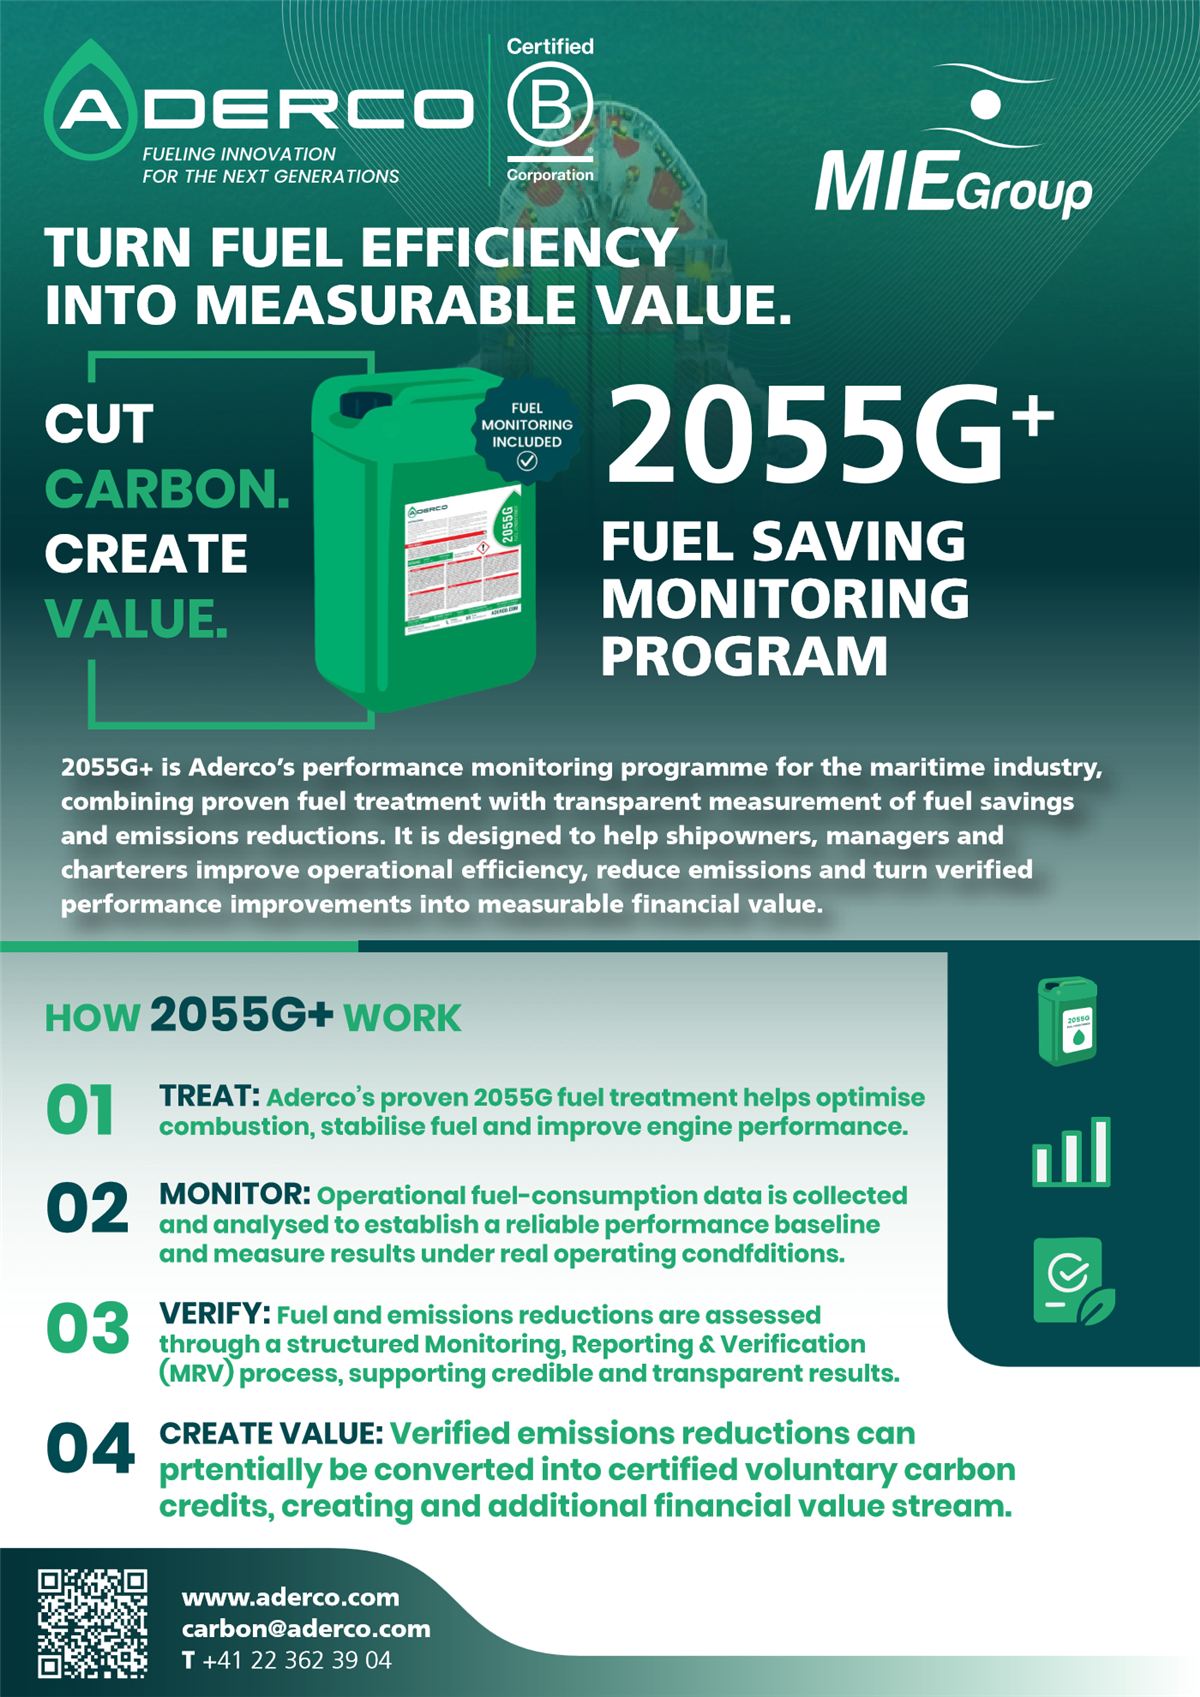 ADERCO
FUELING INNOVATION
FOR THE NEXT GENERATIONS
Certified
B
®
Corporation
MIE Group
TURN FUEL EFFICIENCY
INTO MEASURABLE VALUE.
CUT
CARBON.
CREATE
VALUE.
FUEL
MONITORING
INCLUDED
ADERCO
2055G
ADERCO.COM
2055G+
FUEL SAVING
MONITORING
PROGRAM
2055G+ is Aderco’s performance monitoring programme for the maritime industry,
combining proven fuel treatment with transparent measurement of fuel savings
and emissions reductions. It is designed to help shipowners, managers and
charterers improve operational efficiency, reduce emissions and turn verified
performance improvements into measurable financial value.
HOW 2055G+ WORK
2055G
01
TREAT: Aderco’s proven 2055G fuel treatment helps optimise
combustion, stabilise fuel and improve engine performance.
02
MONITOR: Operational fuel-consumption data is collected
and analysed to establish a reliable performance baseline
and measure results under real operating condfditions.
03
VERIFY: Fuel and emissions reductions are assessed
through a structured Monitoring, Reporting & Verification
(MRV) process, supporting credible and transparent results.
04
CREATE VALUE: Verified emissions reductions can
prtentially be converted into certified voluntary carbon
credits, creating and additional financial value stream.
www.aderco.com
carbon@aderco.com
T +41 22 362 39 04